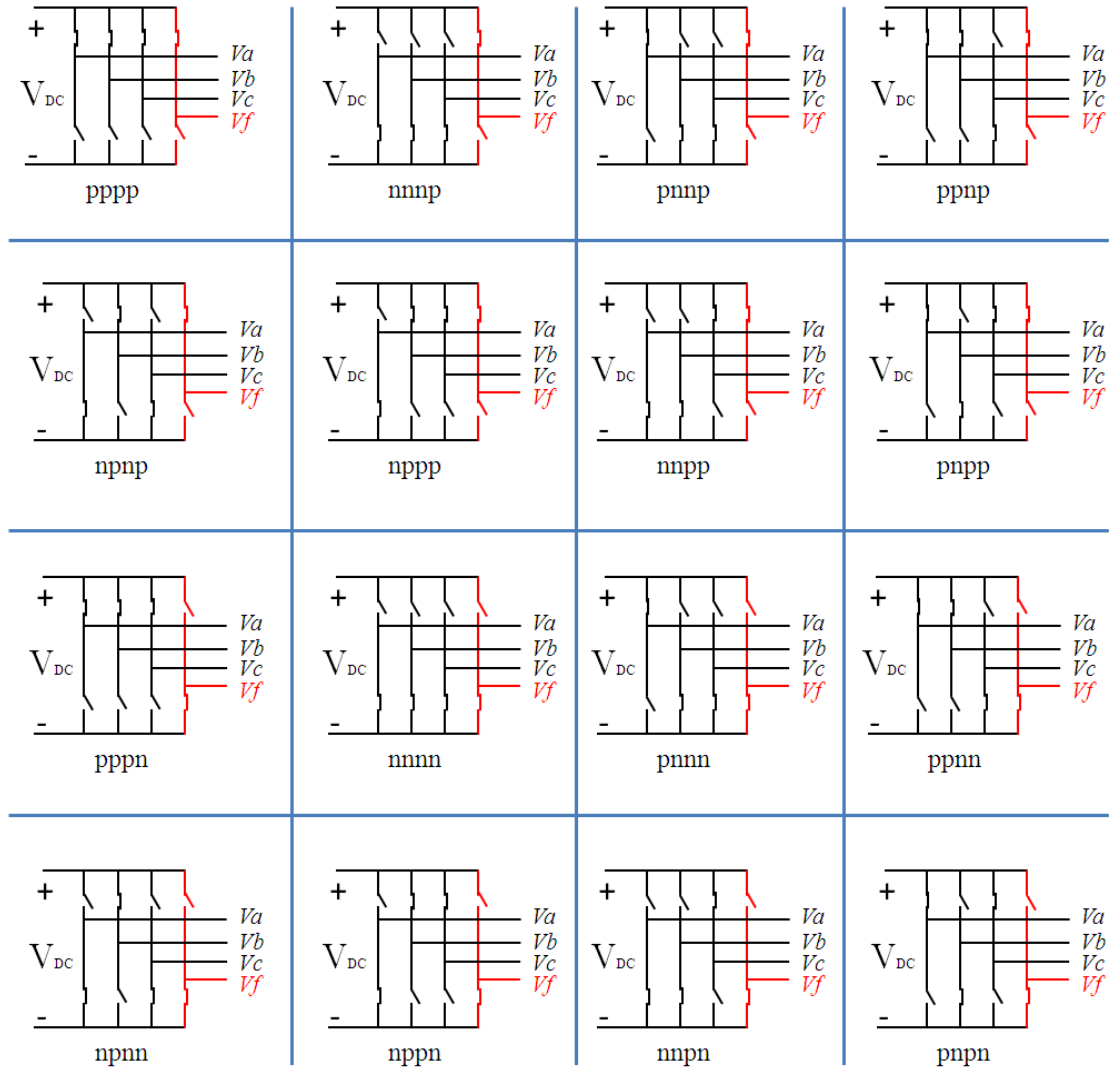 + Va
Vb
VDC Vc
Vf
-
pppp
+ Va
Vb
VDC Vc
Vf
-
nnnp
+ Va
Vb
VDC Vc
Vf
-
pnnp
+ Va
Vb
VDC Vc
Vf
-
ppnp
+ Va
Vb
VDC Vc
Vf
-
npnp
+ Va
Vb
VDC Vc
Vf
-
nppp
+ Va
Vb
VDC Vc
Vf
-
nnpp
+ Va
Vb
VDC Vc
Vf
-
pnpp
+ Va
Vb
VDC Vc
Vf
-
pppn
+ Va
Vb
VDC Vc
Vf
-
nnnn
+ Va
Vb
VDC Vc
Vf
-
pnnn
+ Va
Vb
VDC Vc
Vf
-
ppnn
+ Va
Vb
VDC Vc
Vf
-
npnn
+ Va
Vb
VDC Vc
Vf
-
nppn
+ Va
Vb
VDC Vc
Vf
-
nnpn
+ Va
Vb
VDC Vc
Vf
-
pnpn